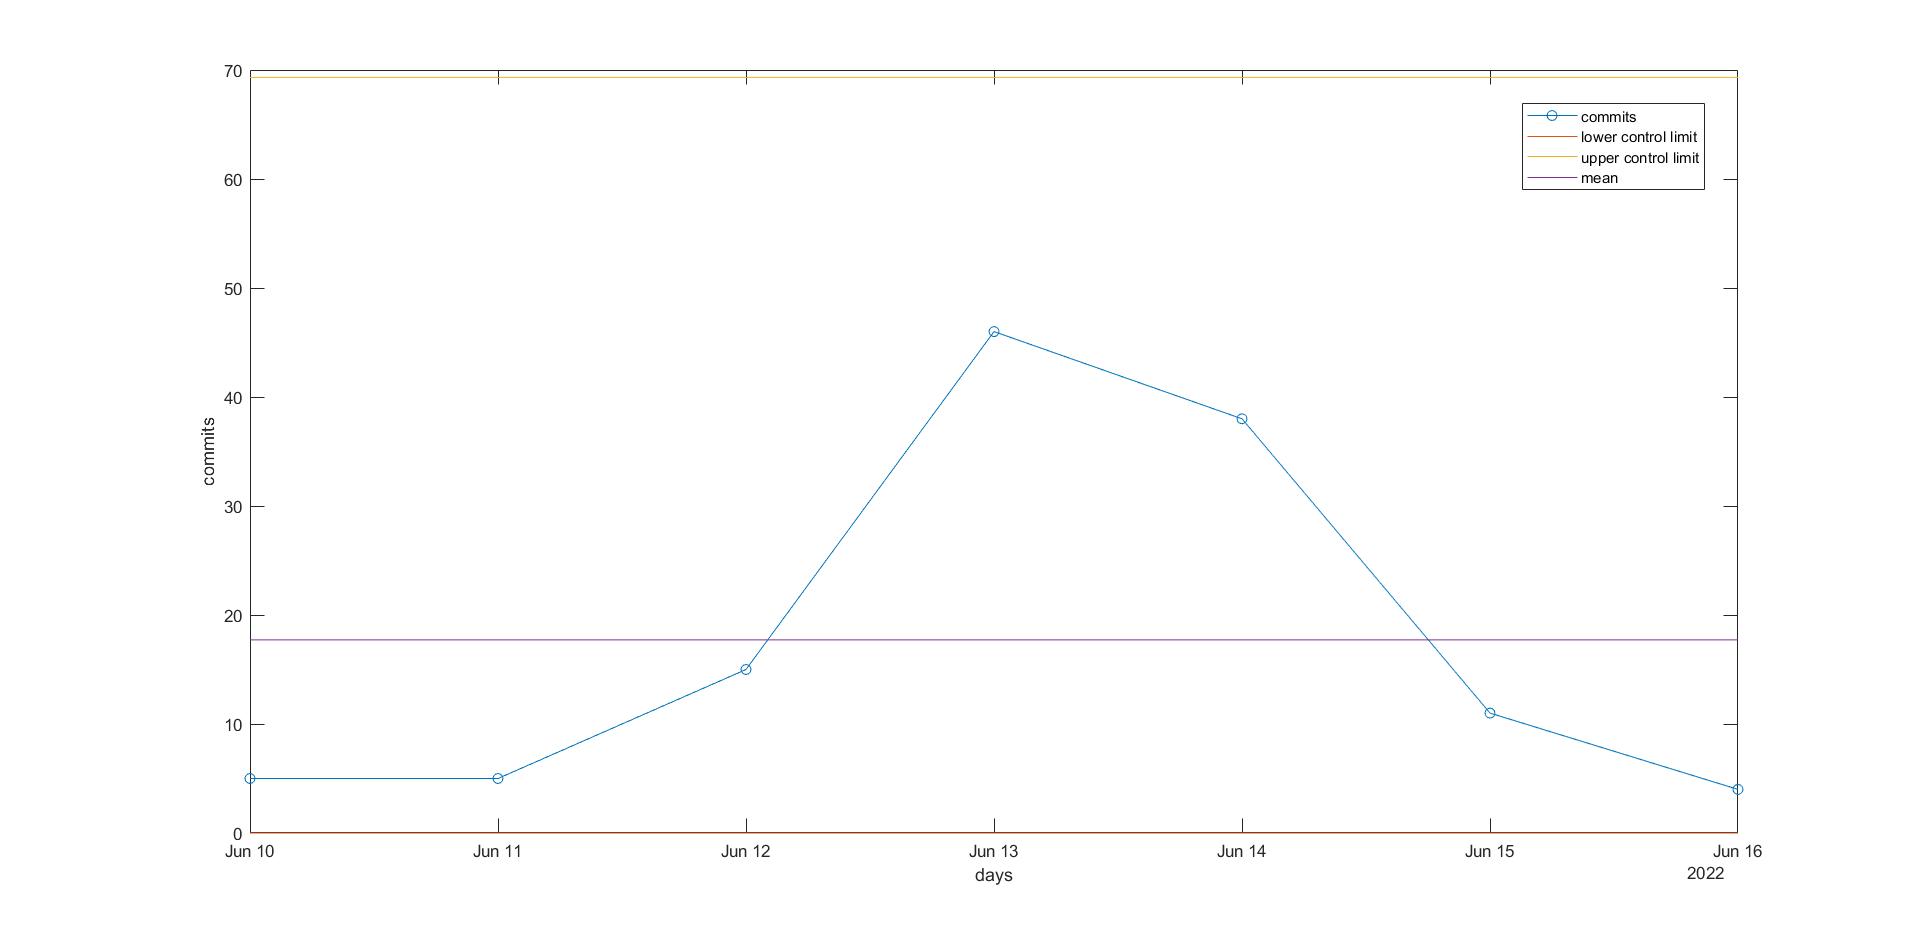 70
60
50
40
30
20
10
0
commits
commits
lower control limit
upper control limit
mean
Jun 10 Jun 11 Jun 12 Jun 13 Jun 14 Jun 15 Jun 16
days
2022